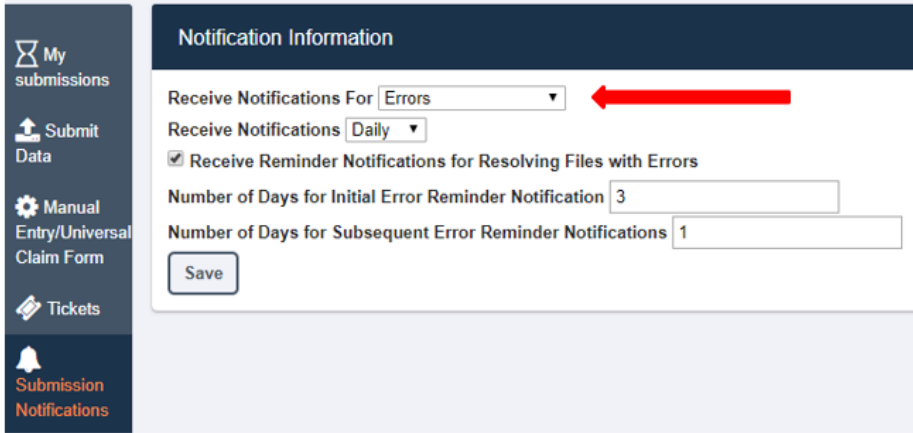 My
submissions
Submit
Data
Manual
Entry/Universal
Claim Form
Tickets
Submission
Notifications
Notification Information
Receive Notifications For Errors
Receive Notifications Daily
Receive Reminder Notifications for Resolving Files with Errors
Number of Days for Initial Error Reminder Notification 3
Number of Days for Subsequent Error Reminder Notifications 1
Save